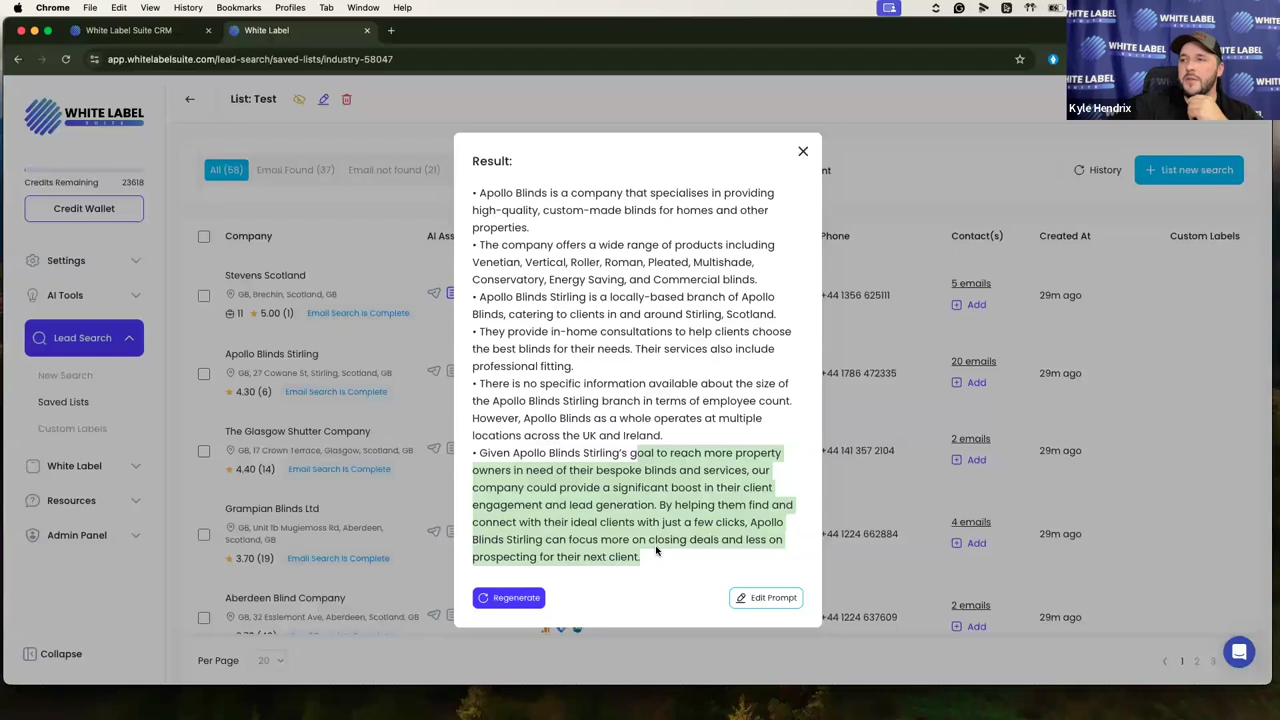 Chrome File Edit View History Bookmarks Profiles Tab Window Help
White Label Suite CRM
White Label
app.whitelabelsuite.com/lead-search/saved-lists/industry-58047
WHITE LABEL
WHITE LABEL
Kyle Hendrix
WHITE LABEL
SUITE
Credits Remaining 23618
Credit Wallet
Settings
AI Tools
Lead Search
New Search
Saved Lists
Custom Labels
White Label
Resources
Admin Panel
Collapse
List: Test
All (58) Email Found (37) Email not found (21)
History
+ List new search
Company
Created At
Contact(s)
Custom Labels
Stevens Scotland
GB, Brechin, Scotland, GB
11 5.00 (1) Email Search is Complete
+44 1356 625111
5 emails
Add
29m ago
Apollo Blinds Stirling
GB, 27 Cowane St, Stirling, Scotland, GB
4.30 (6) Email Search is Complete
+44 1786 472335
20 emails
Add
29m ago
The Glasgow Shutter Company
GB, 17 Crown Terrace, Glasgow, Scotland, GB
4.40 (14) Email Search is Complete
+44 141 357 2104
2 emails
Add
29m ago
Grampian Blinds Ltd
GB, Unit 1b Mugiemoss Rd, Aberdeen,
Scotland, GB
3.70 (19) Email Search is Complete
+44 1224 662884
4 emails
Add
29m ago
Aberdeen Blind Company
GB, 32 Esslemont Ave, Aberdeen, Scotland, GB
+44 1224 637609
2 emails
Add
29m ago
Per Page 20
1 2 3
Result:
• Apollo Blinds is a company that specialises in providing
high-quality, custom-made blinds for homes and other
properties.
• The company offers a wide range of products including
Venetian, Vertical, Roller, Roman, Pleated, Multishade,
Conservatory, Energy Saving, and Commercial blinds.
• Apollo Blinds Stirling is a locally-based branch of Apollo
Blinds, catering to clients in and around Stirling, Scotland.
• They provide in-home consultations to help clients choose
the best blinds for their needs. Their services also include
professional fitting.
• There is no specific information available about the size of
the Apollo Blinds Stirling branch in terms of employee count.
However, Apollo Blinds as a whole operates at multiple
locations across the UK and Ireland.
• Given Apollo Blinds Stirling's goal to reach more property
owners in need of their bespoke blinds and services, our
company could provide a significant boost in their client
engagement and lead generation. By helping them find and
connect with their ideal clients with just a few clicks, Apollo
Blinds Stirling can focus more on closing deals and less on
prospecting for their next client.
Regenerate
Edit Prompt